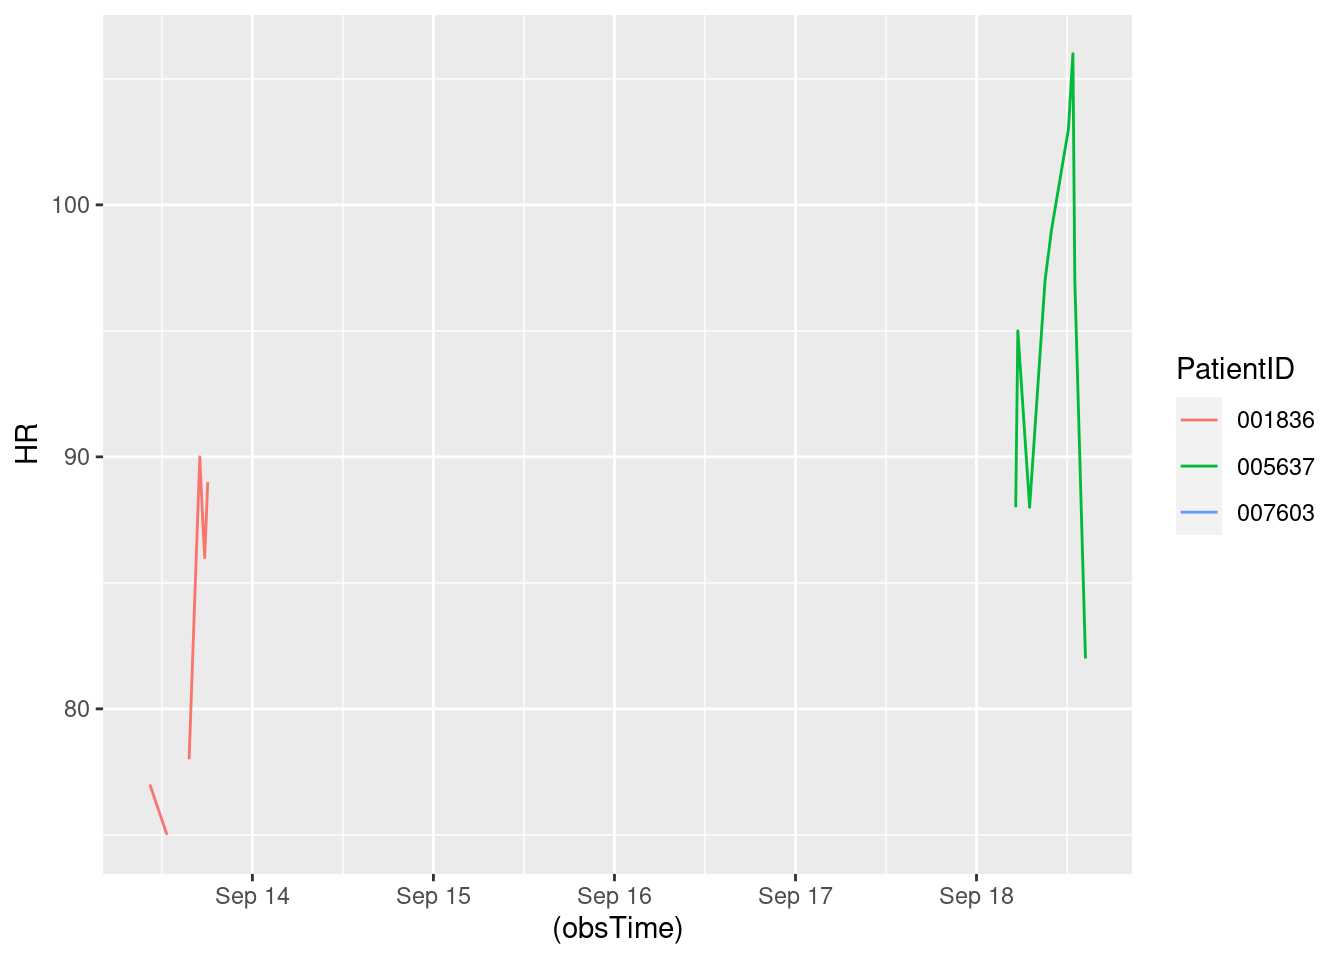 HR
100
90
80
Sep 14
Sep 15
Sep 16
Sep 17
Sep 18
(obsTime)
PatientID
001836
005637
007603